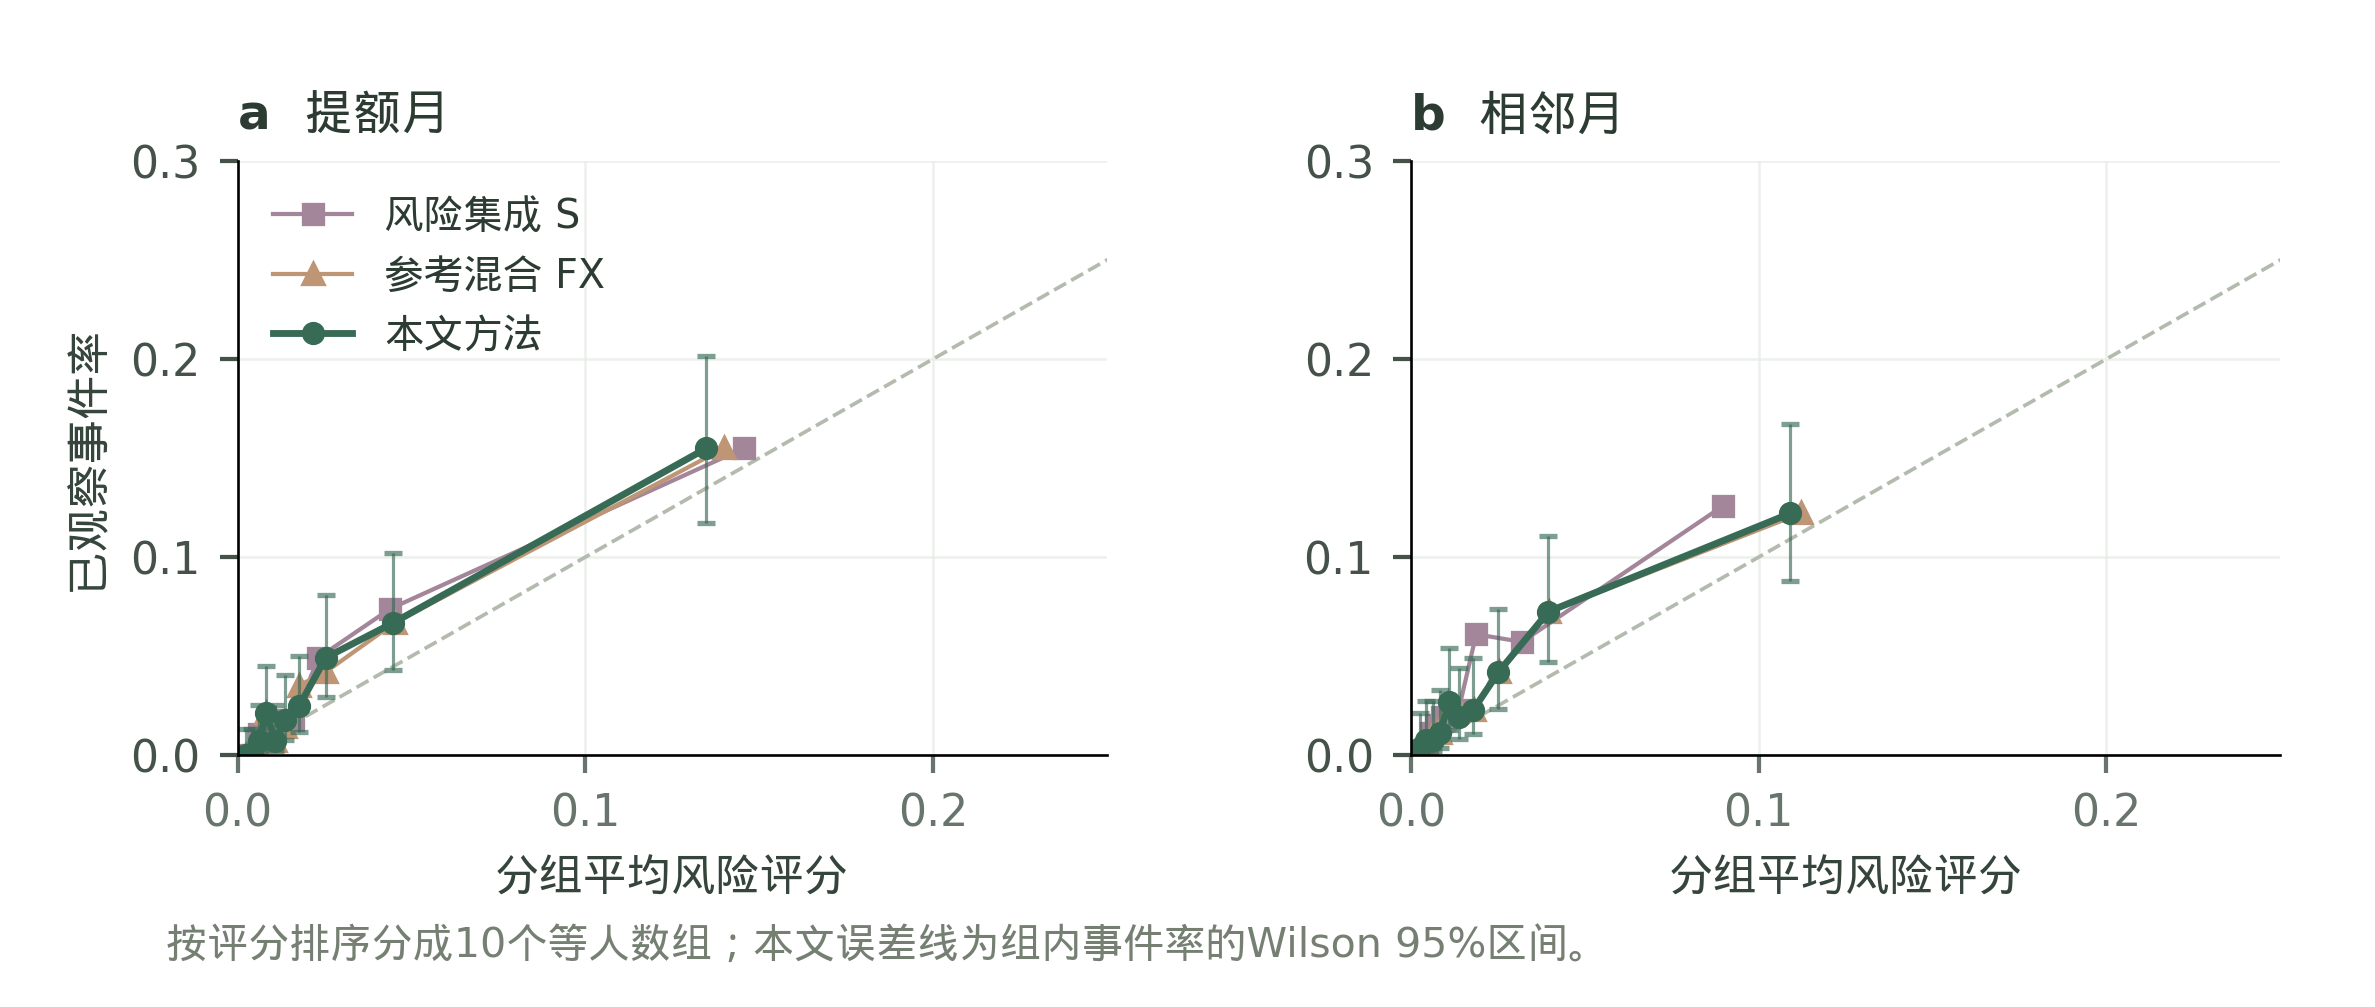 a 提额月
0.3
0.2
0.1
0.0
已观察事件率
风险集成 S
参考混合 FX
本文方法
0.0 0.1 0.2
分组平均风险评分
b 相邻月
0.3
0.2
0.1
0.0
0.0 0.1 0.2
分组平均风险评分
按评分排序分成10个等人数组；本文误差线为组内事件率的Wilson 95%区间。